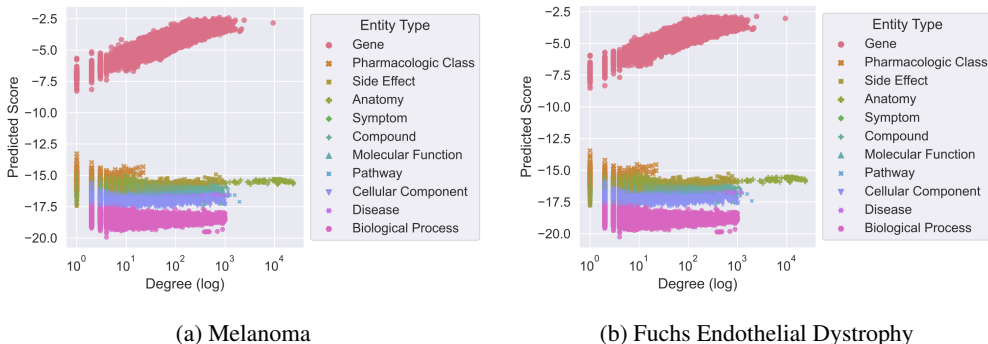 −2.5
−5.0
−7.5
−10.0
−12.5
−15.0
−17.5
−20.0
Predicted Score
10^0 10^1 10^2 10^3 10^4
Degree (log)
Entity Type
Gene
Pharmacologic Class
Side Effect
Anatomy
Symptom
Compound
Molecular Function
Pathway
Cellular Component
Disease
Biological Process
(a) Melanoma
−2.5
−5.0
−7.5
−10.0
−12.5
−15.0
−17.5
−20.0
Predicted Score
10^0 10^1 10^2 10^3 10^4
Degree (log)
Entity Type
Gene
Pharmacologic Class
Side Effect
Anatomy
Symptom
Compound
Molecular Function
Pathway
Cellular Component
Disease
Biological Process
(b) Fuchs Endothelial Dystrophy